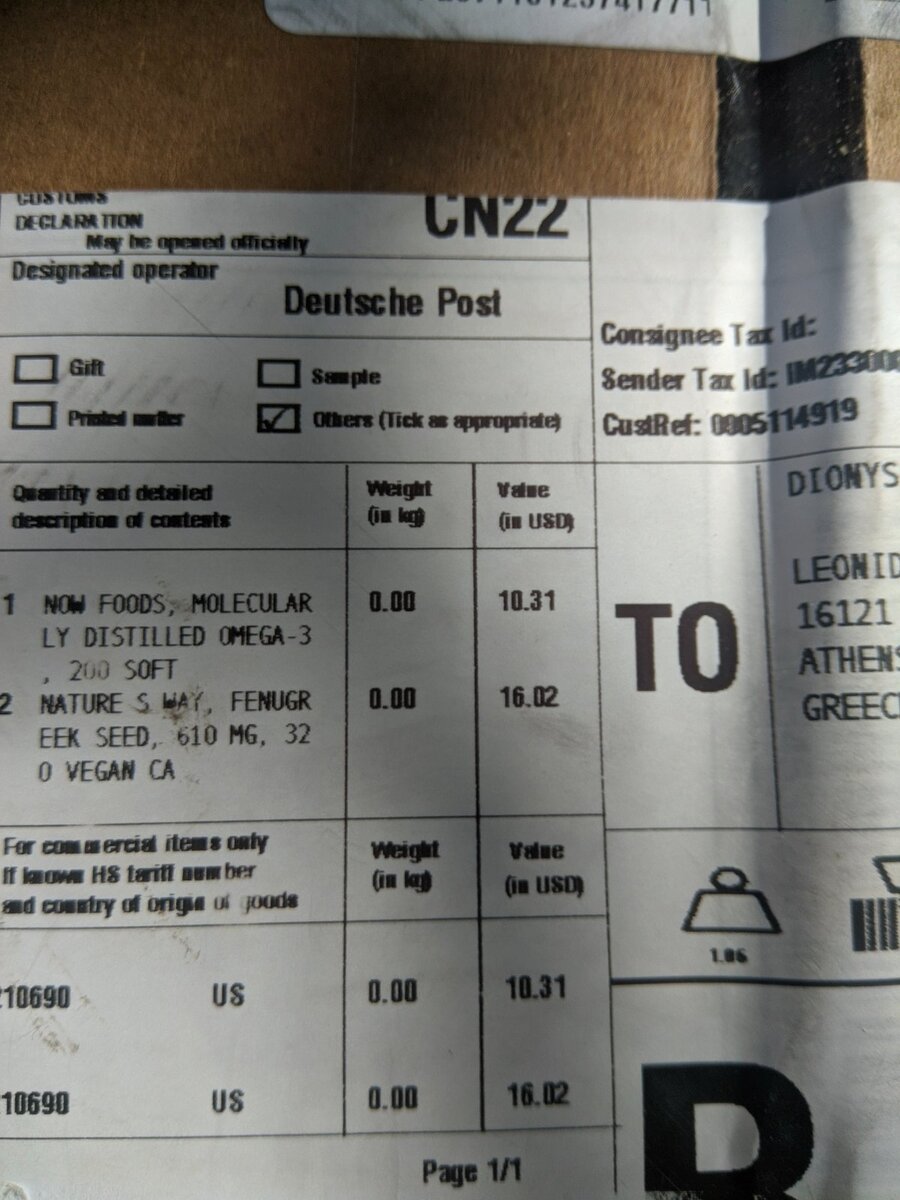 CUSTOMS
DECLARATION
May be opened officially
CN22
Designated operator
Deutsche Post
Gift
Sample
Printed matter
Others (Tick as appropriate)
Consignee Tax Id:
Sender Tax Id: IM23300
CustRef: 0905114919
Quantity and detailed
description of contents
Weight
(in kg)
Value
(in USD)
1 NOW FOODS, MOLECULAR
LY DISTILLED OMEGA-3
, 200 SOFT
0.00
10.31
2 NATURE S WAY, FENUGR
EEK SEED, 610 MG, 32
0 VEGAN CA
0.00
16.02
TO
DIONYS
LEONID
16121
ATHENS
GREEC
For commercial items only
If known HS tariff number
and country of origin of goods
Weight
(in kg)
Value
(in USD)
210690 US 0.00 10.31
10690 US 0.00 16.02
1.06
Page 1/1